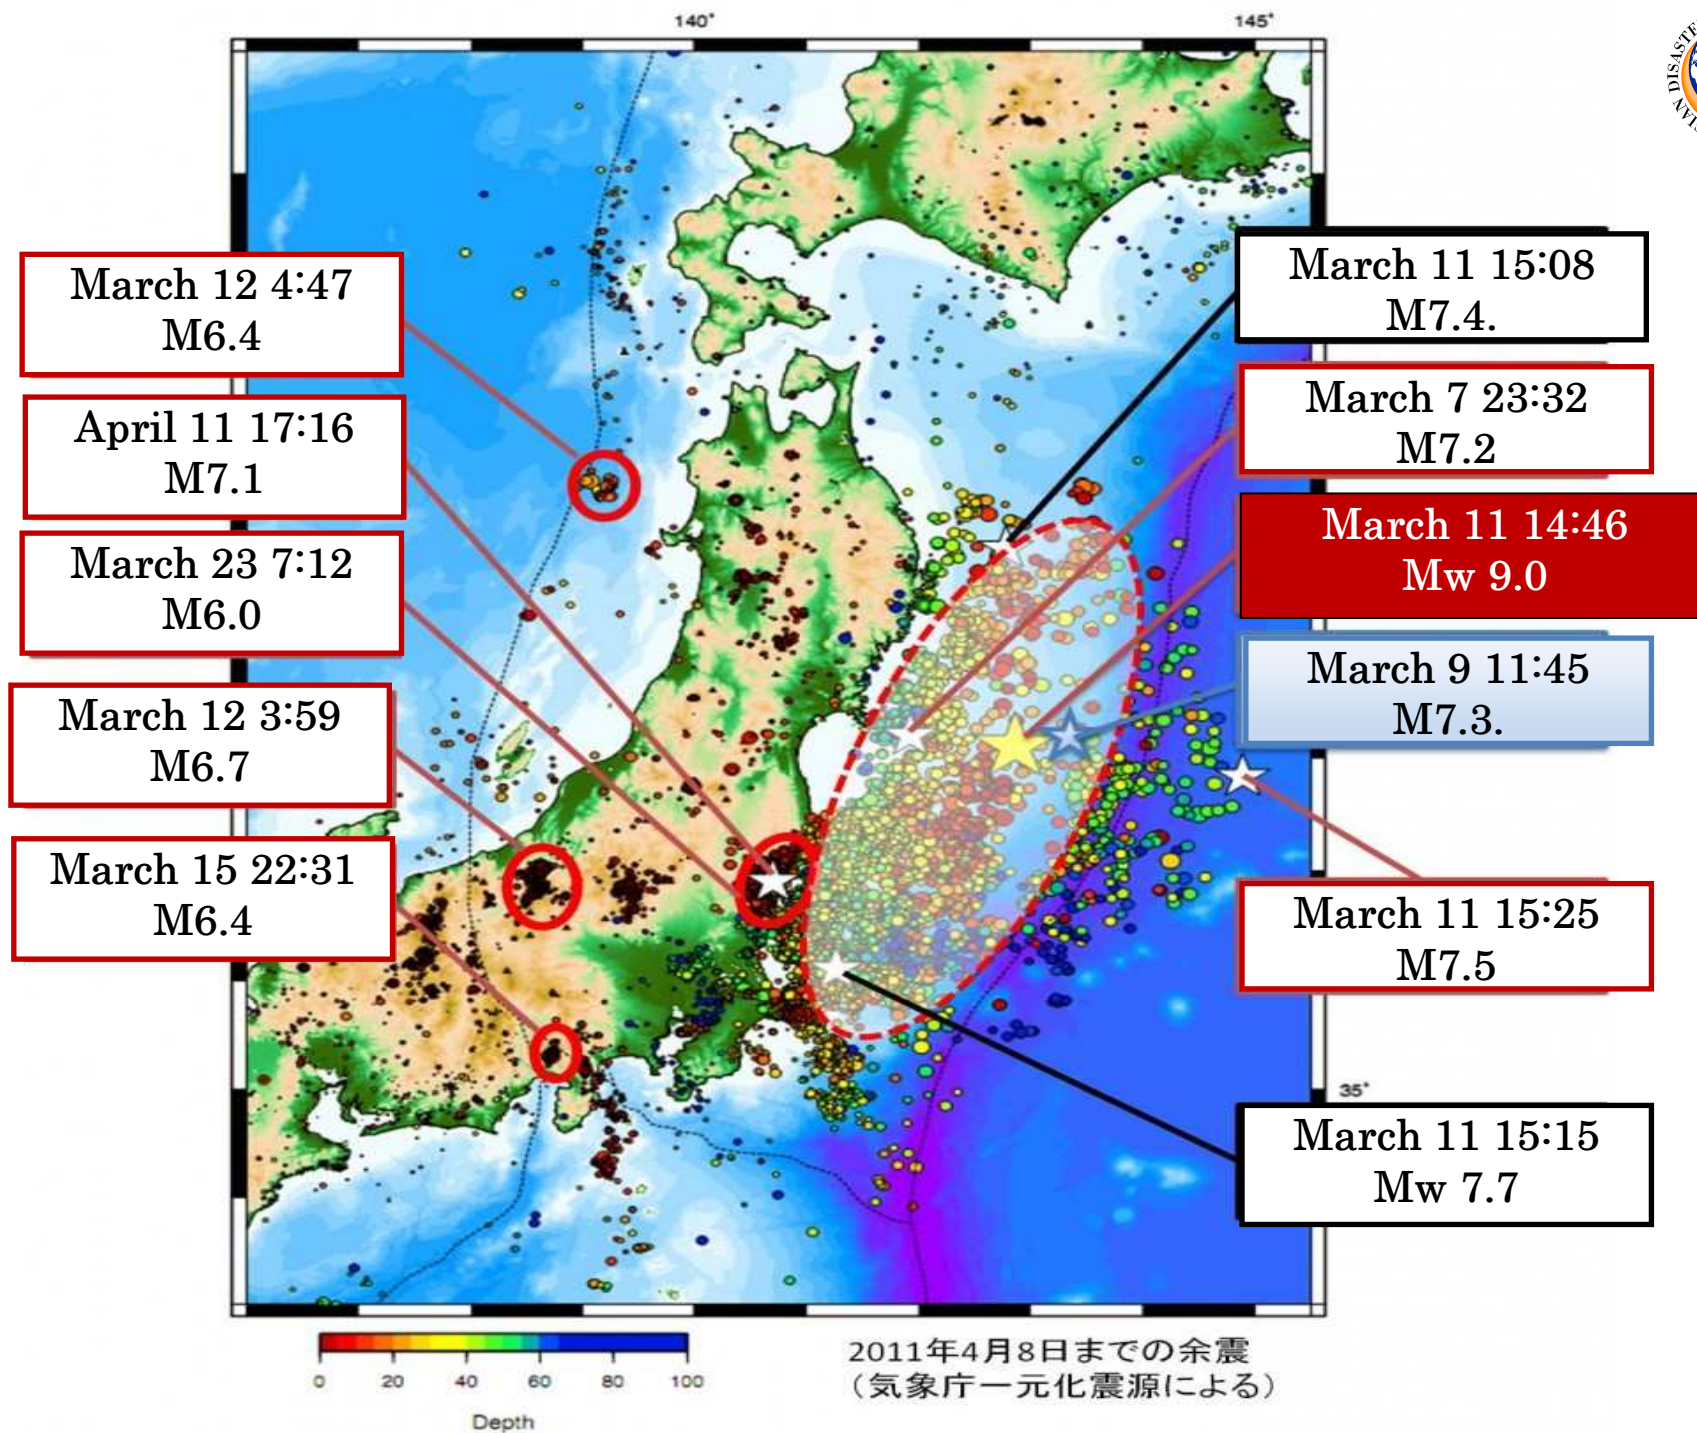 140°
145°
IAN DISASTE
March 12 4:47
M6.4
April 11 17:16
M7.1
March 23 7:12
M6.0
March 12 3:59
M6.7
March 15 22:31
M6.4
March 11 15:08
M7.4.
March 7 23:32
M7.2
March 11 14:46
Mw 9.0
March 9 11:45
M7.3.
March 11 15:25
M7.5
35°
March 11 15:15
Mw 7.7
0 20 40 60 80 100
Depth
2011年4月8日までの余震
（気象庁一元化震源による）